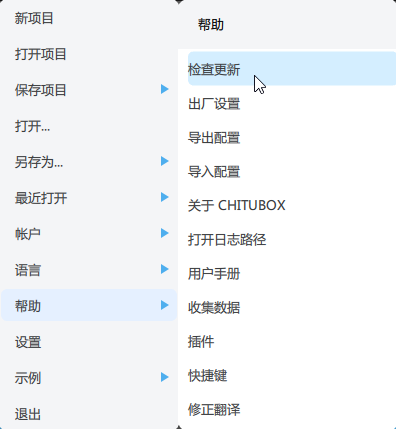 新项目
打开项目
保存项目
打开...
另存为...
最近打开
帐户
语言
帮助
设置
示例
退出
帮助
检查更新
出厂设置
导出配置
导入配置
关于 CHITUBOX
打开日志路径
用户手册
收集数据
插件
快捷键
修正翻译